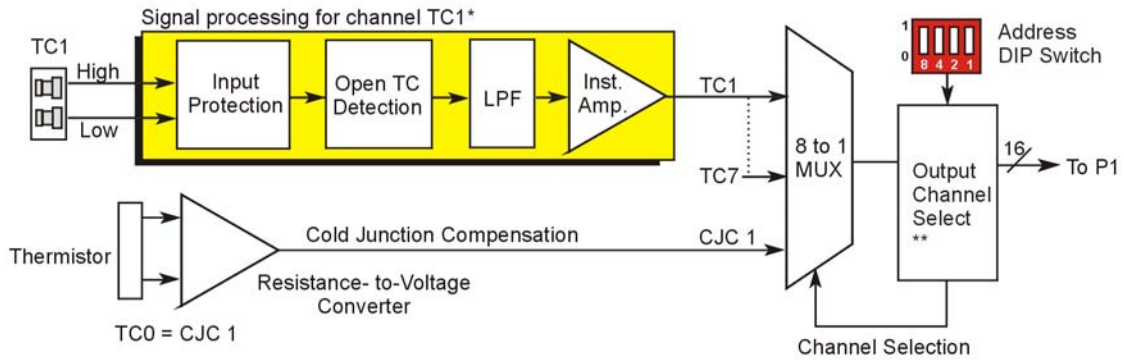 Signal processing for channel TC1*
TC1
High
Low
Input
Protection
Open TC
Detection
LPF
Inst.
Amp.
TC1
TC7
8 to 1
MUX
1
0
8 4 2 1
Address
DIP Switch
Output
Channel
Select
**
16
To P1
Thermistor
Cold Junction Compensation
CJC 1
Resistance- to-Voltage
Converter
TC0 = CJC 1
Channel Selection